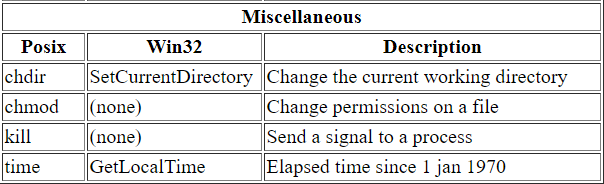 Miscellaneous
Posix Win32 Description
chdir SetCurrentDirectory Change the current working directory
chmod (none) Change permissions on a file
kill (none) Send a signal to a process
time GetLocalTime Elapsed time since 1 jan 1970